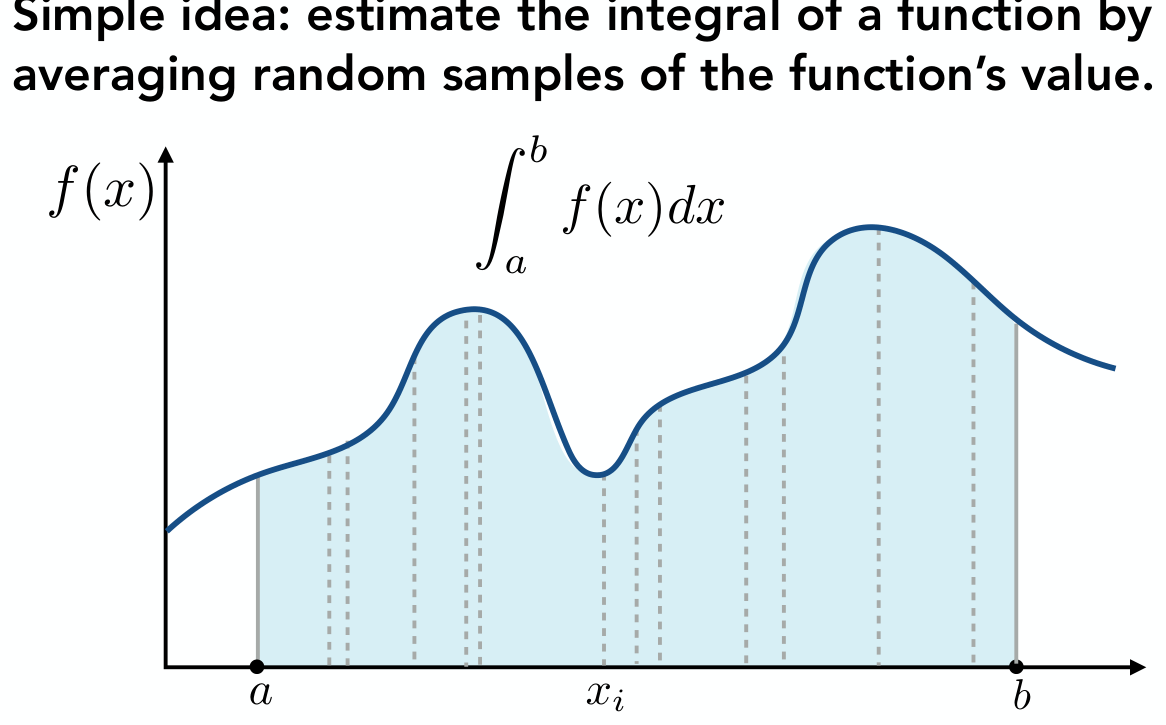 Simple idea: estimate the integral of a function by
averaging random samples of the function’s value.
f(x)
∫_a^b f(x)dx
a
x_i
b